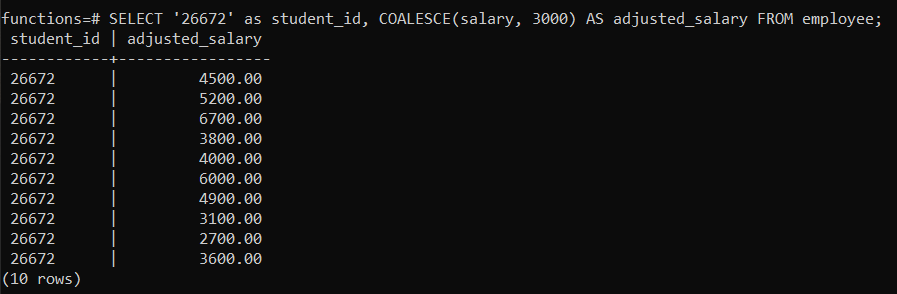 functions=# SELECT '26672' as student_id, COALESCE(salary, 3000) AS adjusted_salary FROM employee;
 student_id | adjusted_salary
------------+-----------------
 26672      |         4500.00
 26672      |         5200.00
 26672      |         6700.00
 26672      |         3800.00
 26672      |         4000.00
 26672      |         6000.00
 26672      |         4900.00
 26672      |         3100.00
 26672      |         2700.00
 26672      |         3600.00
(10 rows)